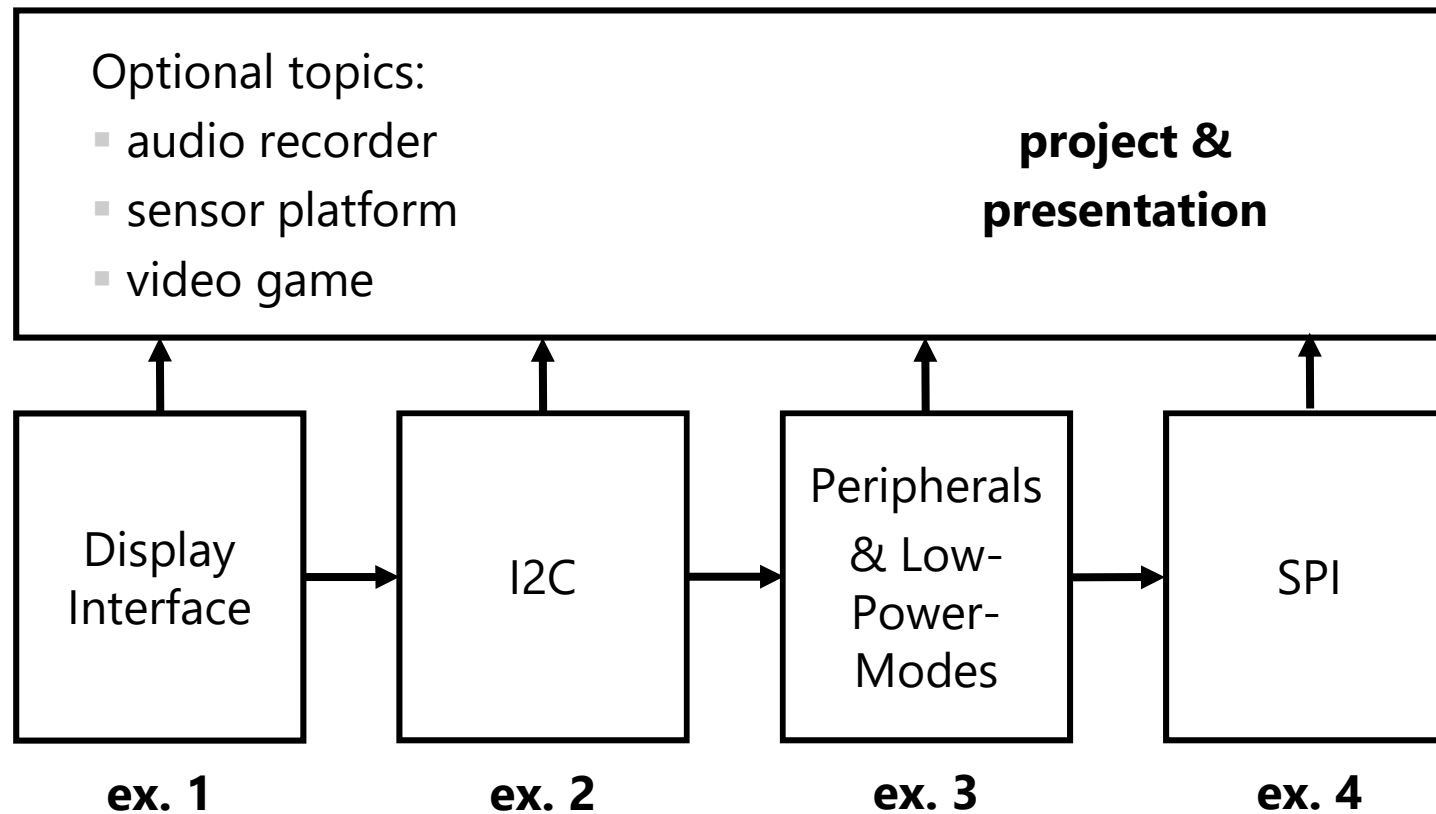 Optional topics:
▪ audio recorder
▪ sensor platform
▪ video game
project &
presentation
Display
Interface
I2C
Peripherals
& Low-
Power-
Modes
SPI
ex. 1
ex. 2
ex. 3
ex. 4